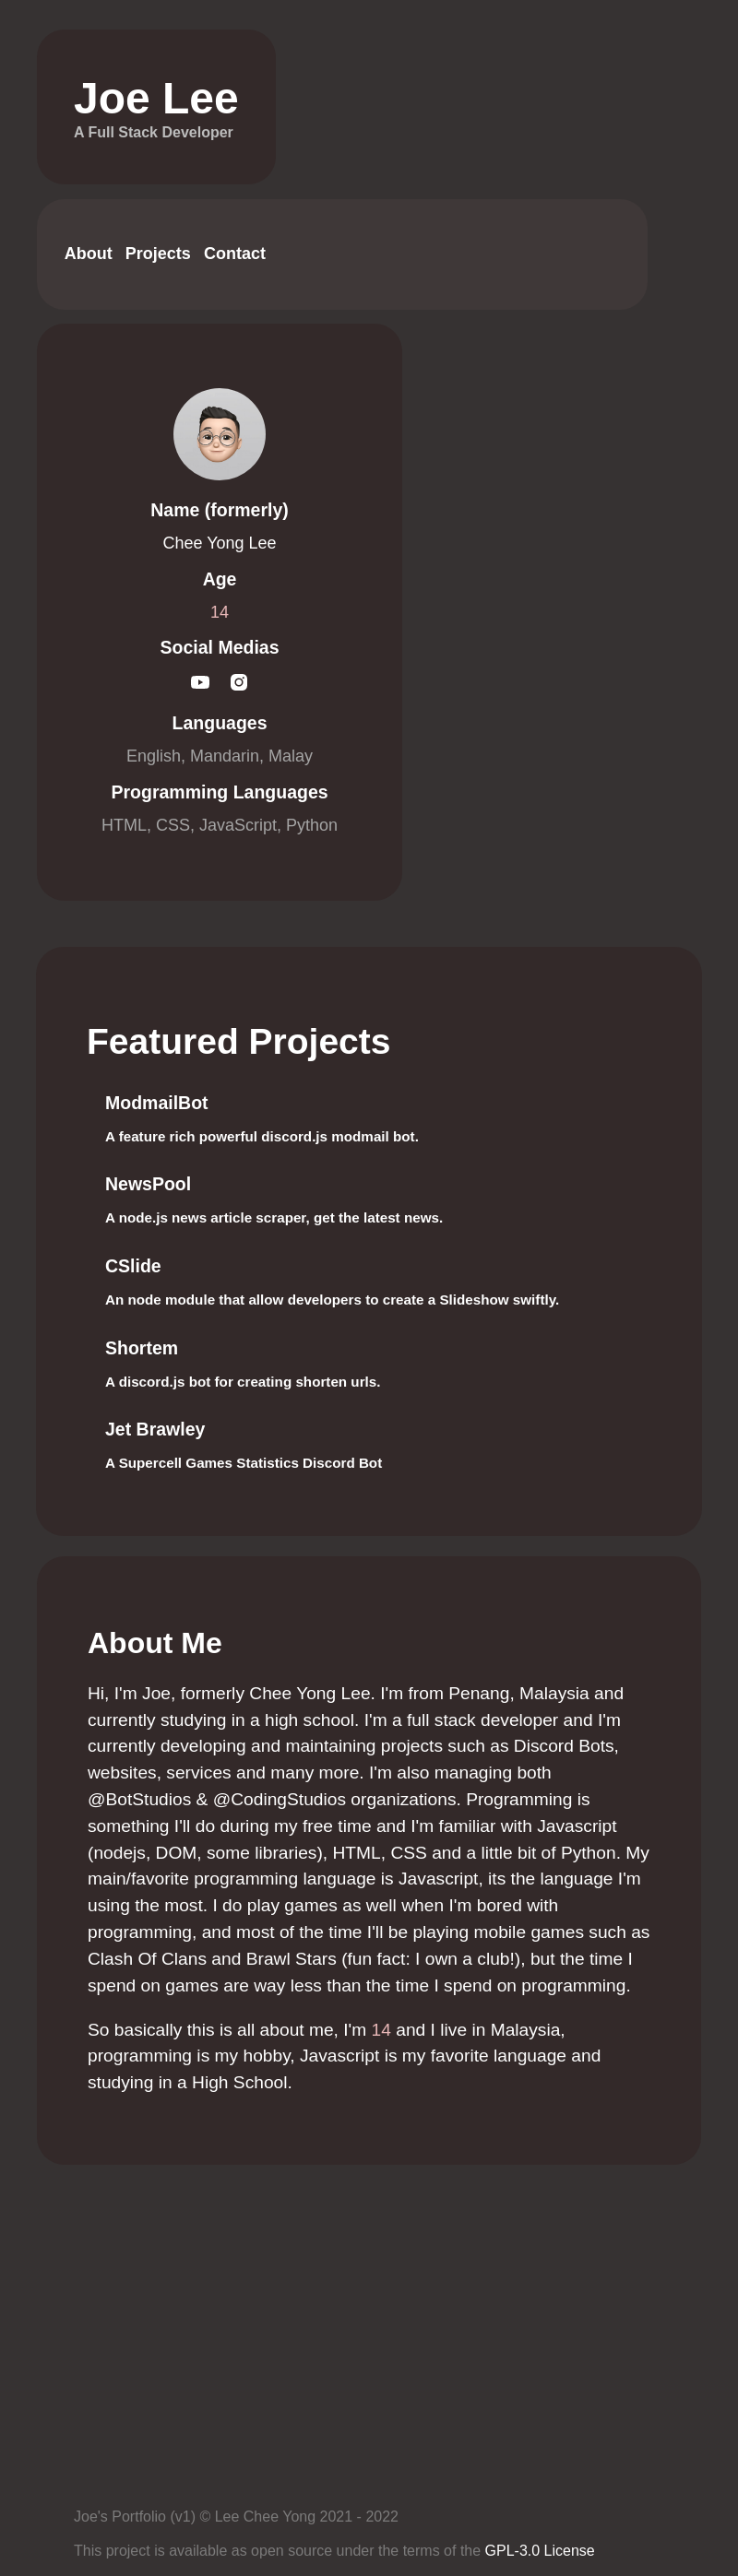 Joe Lee
A Full Stack Developer
About Projects Contact
Name (formerly)
Chee Yong Lee
Age
14
Social Medias
Languages
English, Mandarin, Malay
Programming Languages
HTML, CSS, JavaScript, Python
Featured Projects
ModmailBot
A feature rich powerful discord.js modmail bot.
NewsPool
A node.js news article scraper, get the latest news.
CSlide
An node module that allow developers to create a Slideshow swiftly.
Shortem
A discord.js bot for creating shorten urls.
Jet Brawley
A Supercell Games Statistics Discord Bot
About Me
Hi, I'm Joe, formerly Chee Yong Lee. I'm from Penang, Malaysia and
currently studying in a high school. I'm a full stack developer and I'm
currently developing and maintaining projects such as Discord Bots,
websites, services and many more. I'm also managing both
@BotStudios & @CodingStudios organizations. Programming is
something I'll do during my free time and I'm familiar with Javascript
(nodejs, DOM, some libraries), HTML, CSS and a little bit of Python. My
main/favorite programming language is Javascript, its the language I'm
using the most. I do play games as well when I'm bored with
programming, and most of the time I'll be playing mobile games such as
Clash Of Clans and Brawl Stars (fun fact: I own a club!), but the time I
spend on games are way less than the time I spend on programming.
So basically this is all about me, I'm 14 and I live in Malaysia,
programming is my hobby, Javascript is my favorite language and
studying in a High School.
Joe's Portfolio (v1) © Lee Chee Yong 2021 - 2022
This project is available as open source under the terms of the GPL-3.0 License